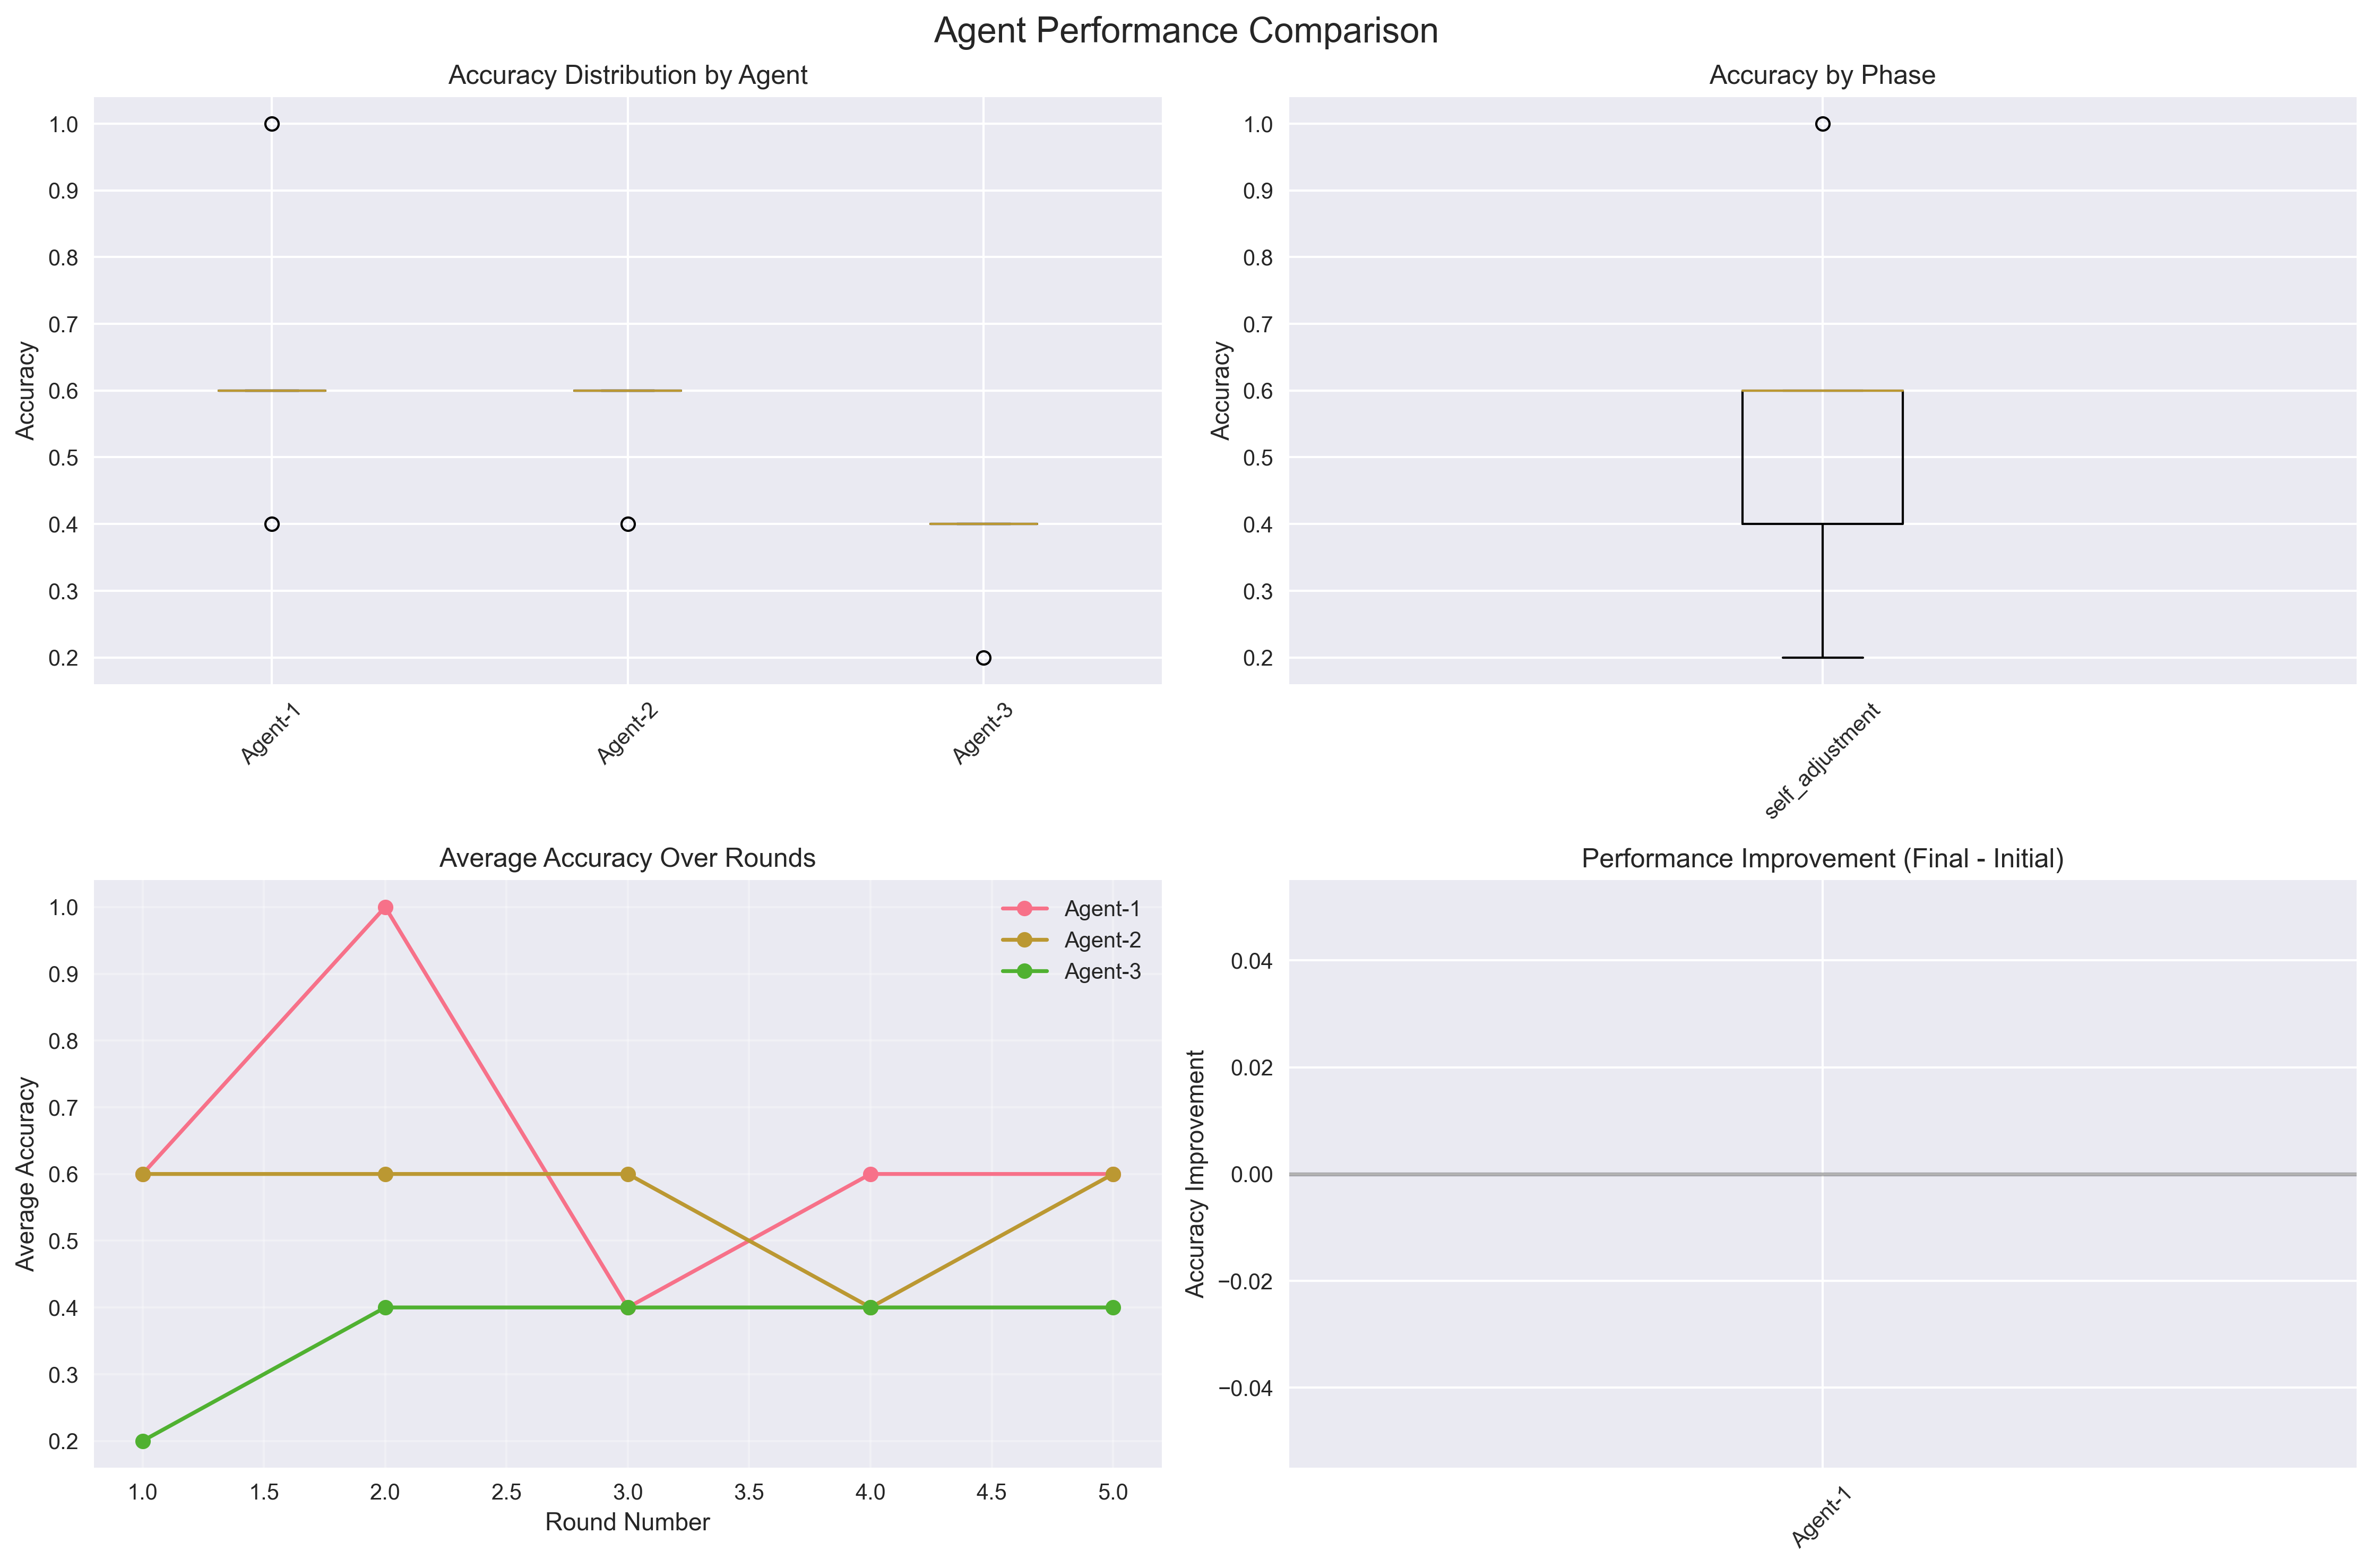 Agent Performance Comparison
Accuracy Distribution by Agent
Accuracy
1.0
0.9
0.8
0.7
0.6
0.5
0.4
0.3
0.2
Agent-1
Agent-2
Agent-3
Accuracy by Phase
Accuracy
1.0
0.9
0.8
0.7
0.6
0.5
0.4
0.3
0.2
self_adjustment
Average Accuracy Over Rounds
Average Accuracy
1.0
0.9
0.8
0.7
0.6
0.5
0.4
0.3
0.2
Agent-1
Agent-2
Agent-3
1.0 1.5 2.0 2.5 3.0 3.5 4.0 4.5 5.0
Round Number
Performance Improvement (Final - Initial)
Accuracy Improvement
0.04
0.02
0.00
−0.02
−0.04
Agent-1